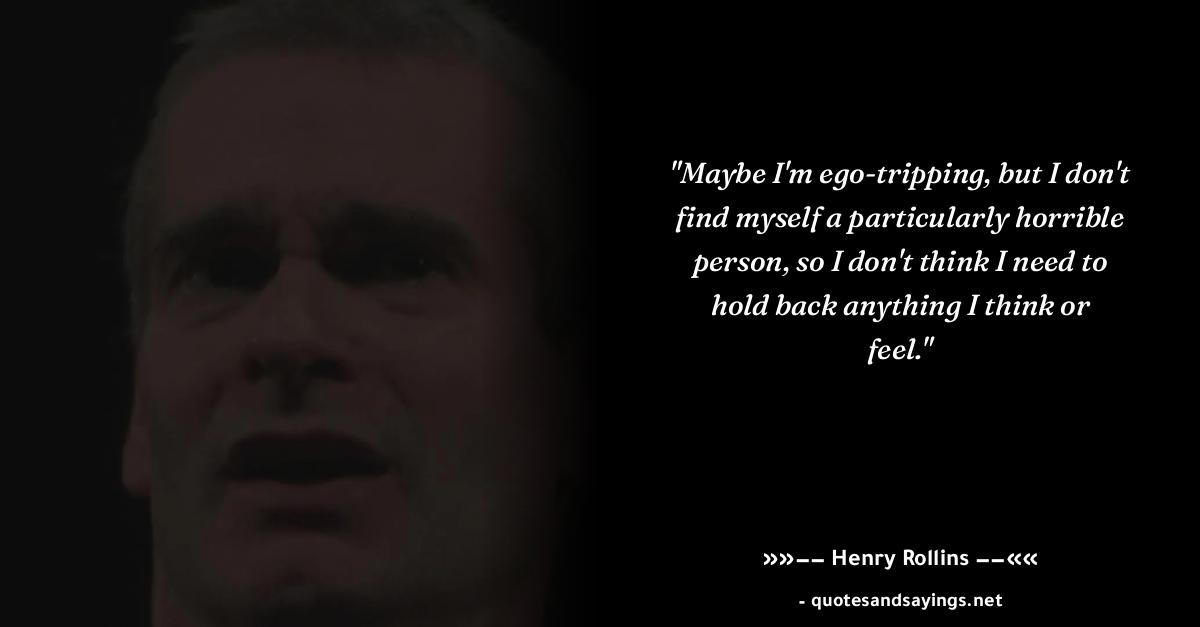 "Maybe I'm ego-tripping, but I don't
find myself a particularly horrible
person, so I don't think I need to
hold back anything I think or
feel."
»»–– Henry Rollins ––««
- quotesandsayings.net